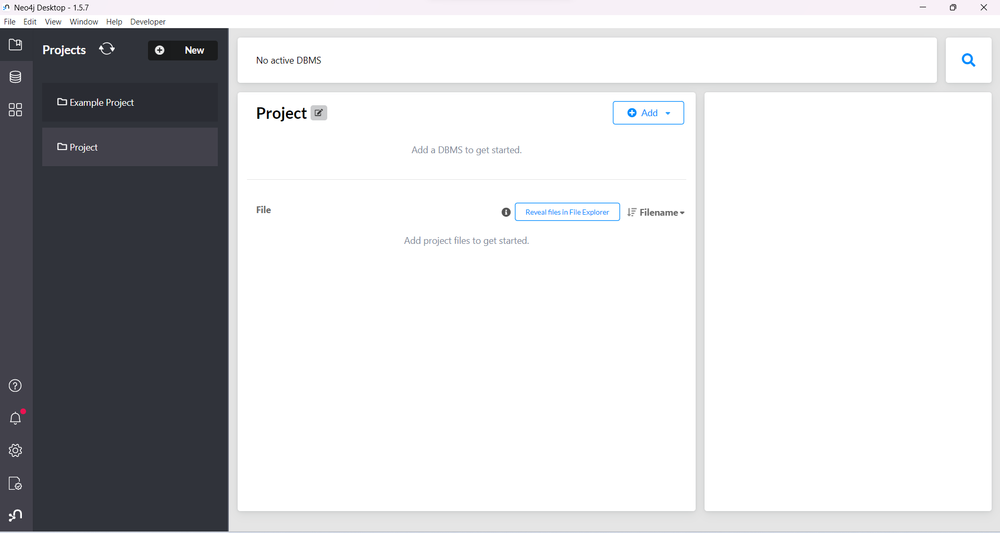 Neo4j Desktop - 1.5.7
File Edit View Window Help Developer
Projects
New
Example Project
Project
No active DBMS
Project
Add
Add a DBMS to get started.
File
Reveal files in File Explorer
Filename
Add project files to get started.